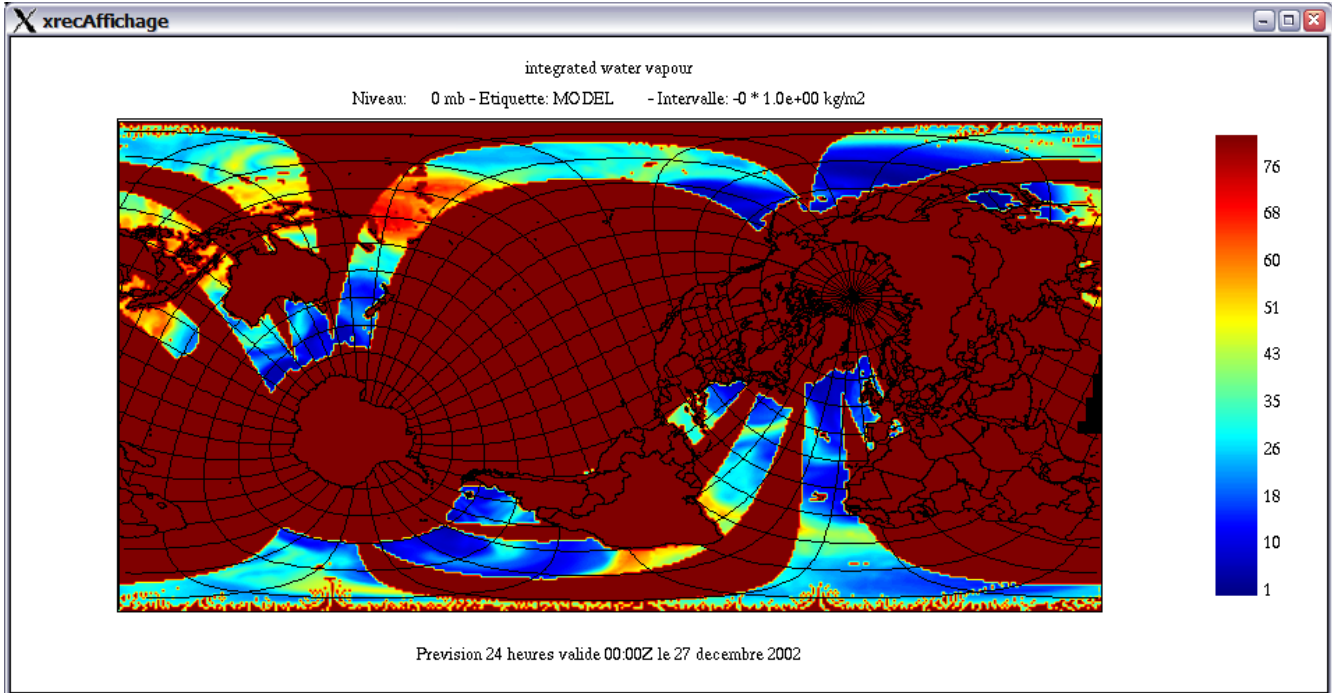 xrecAffichage
integrated water vapour
Niveau: 0 mb - Etiquette: MODEL - Intervalle: -0 * 1.0e+00 kg/m2
76
68
60
51
43
35
26
18
10
1
Prevision 24 heures valide 00:00Z le 27 decembre 2002